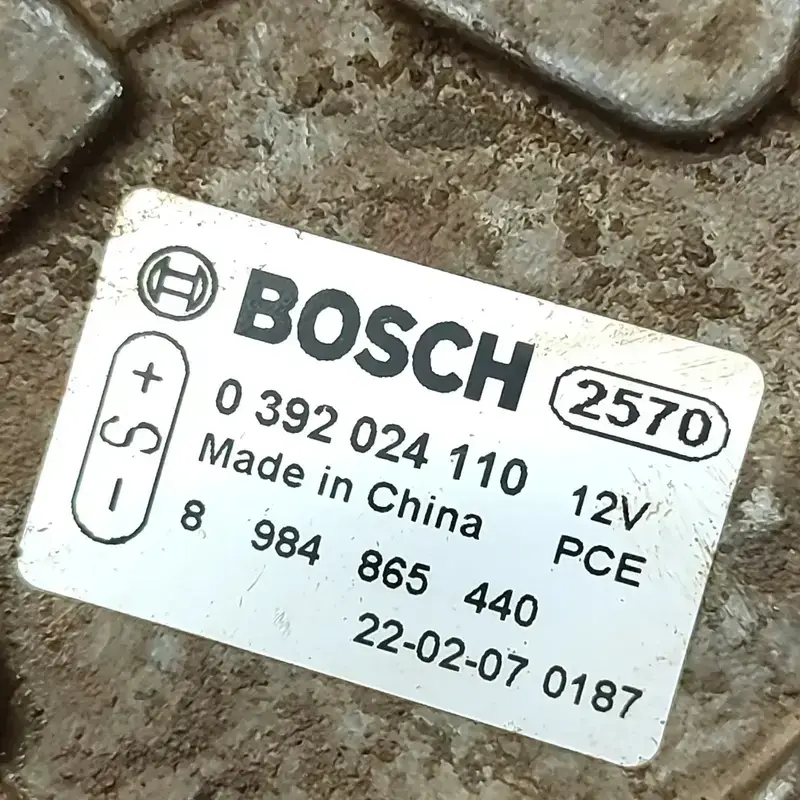 BOSCH
2570
+ S −
0 392 024 110 12V
Made in China PCE
8 984 865 440
22-02-07 0187